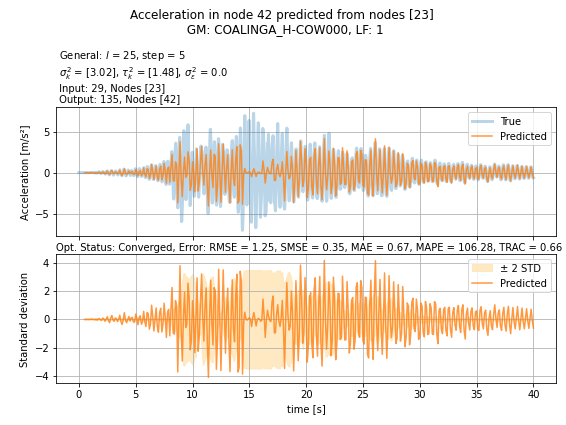 Acceleration in node 42 predicted from nodes [23]
GM: COALINGA_H-COW000, LF: 1
General: l = 25, step = 5
σ²ₖ = [3.02], τ²ₖ = [1.48], σ²ε = 0.0
Input: 29, Nodes [23]
Output: 135, Nodes [42]
Acceleration [m/s²]
5
0
−5
True
Predicted
Opt. Status: Converged, Error: RMSE = 1.25, SMSE = 0.35, MAE = 0.67, MAPE = 106.28, TRAC = 0.66
Standard deviation
4
2
0
−2
−4
± 2 STD
Predicted
0 5 10 15 20 25 30 35 40
time [s]